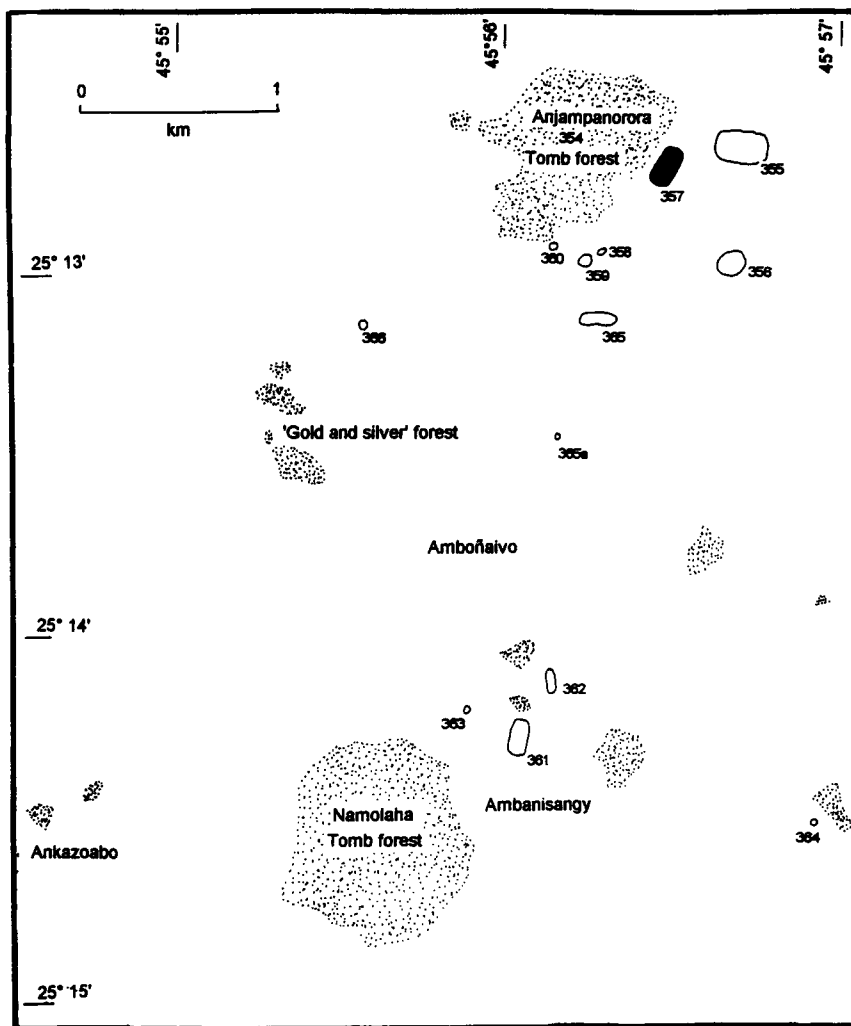 45° 55'
45° 56'
45° 57'
0 1
km
Anjampanorora
354
Tomb forest
355
357
25° 13'
360
358
359
356
366
365
'Gold and silver' forest
365a
Amboñaivo
25° 14'
362
363
361
Ambanisangy
Namolaha
Tomb forest
364
Ankazoabo
25° 15'